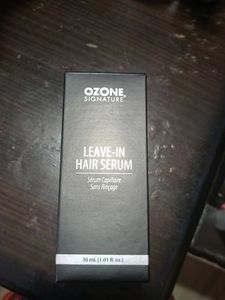 OZONE®
SIGNATURE®
LEAVE-IN
HAIR SERUM
Sérum Capillaire
Sans Rinçage
30 mL (1.01 fl. oz.)